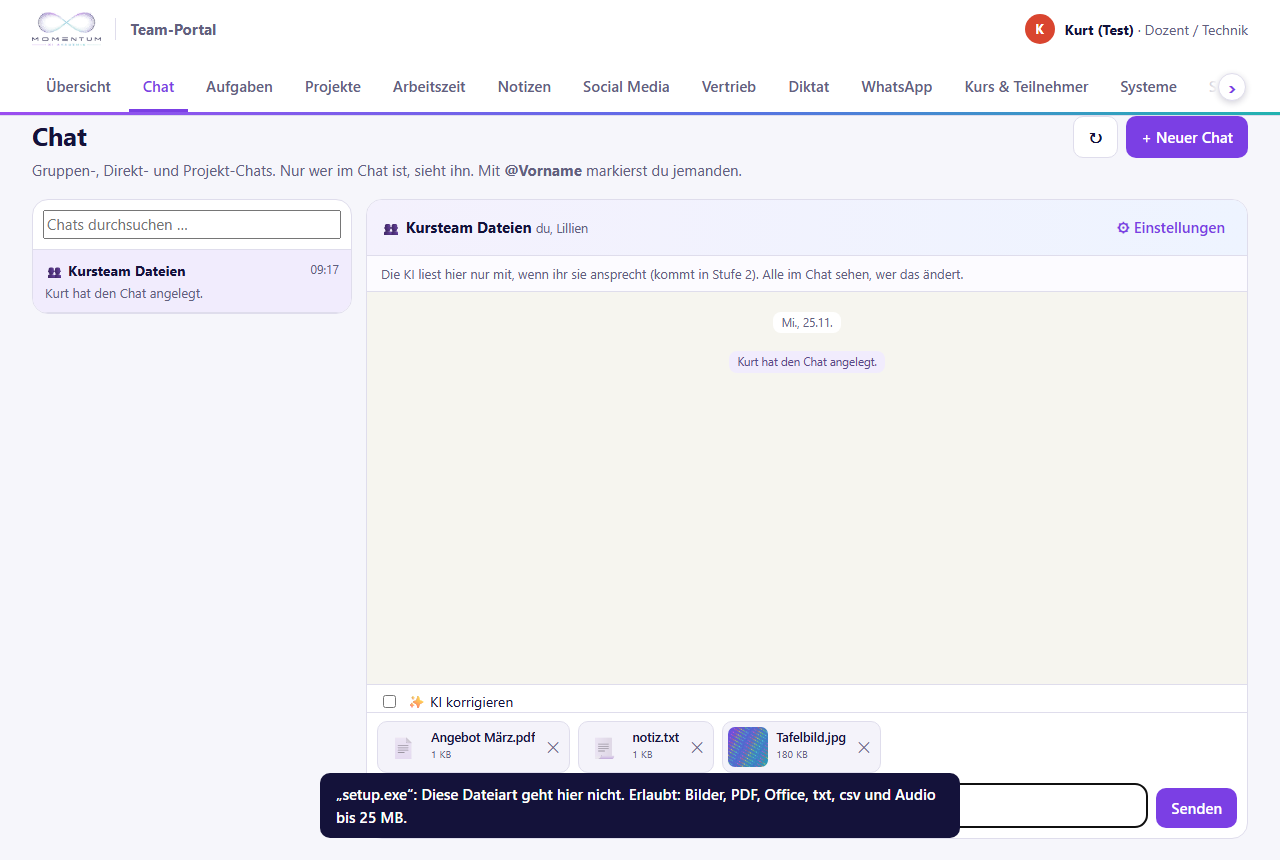 MOMENTUM
Team-Portal
K
Kurt (Test) · Dozent / Technik
Übersicht
Chat
Aufgaben
Projekte
Arbeitszeit
Notizen
Social Media
Vertrieb
Diktat
WhatsApp
Kurs & Teilnehmer
Systeme
Chat
+ Neuer Chat
Gruppen-, Direkt- und Projekt-Chats. Nur wer im Chat ist, sieht ihn. Mit @Vorname markierst du jemanden.
Chats durchsuchen ...
Kursteam Dateien 09:17
Kurt hat den Chat angelegt.
Kursteam Dateien du, Lillien
Einstellungen
Die KI liest hier nur mit, wenn ihr sie ansprecht (kommt in Stufe 2). Alle im Chat sehen, wer das ändert.
Mi., 25.11.
Kurt hat den Chat angelegt.
KI korrigieren
Angebot März.pdf
1 KB
notiz.txt
1 KB
Tafelbild.jpg
180 KB
„setup.exe“: Diese Dateiart geht hier nicht. Erlaubt: Bilder, PDF, Office, txt, csv und Audio
bis 25 MB.
Senden